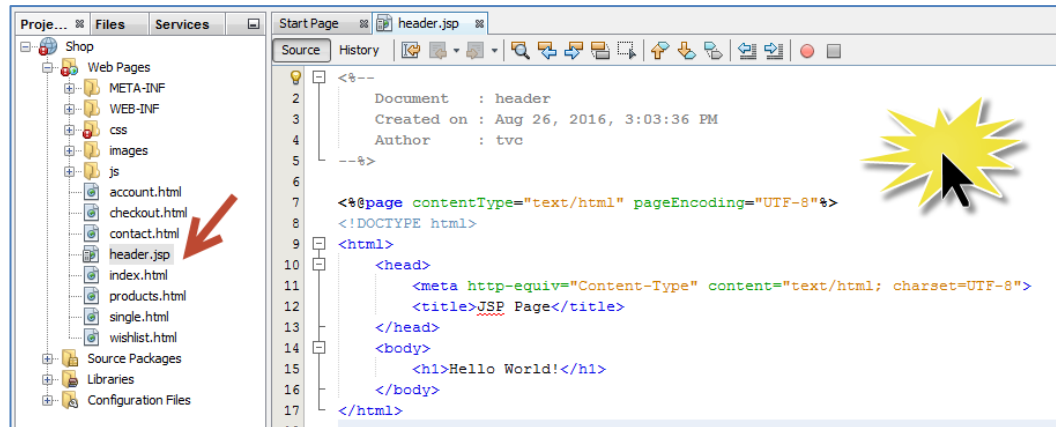 Proje... Files Services
Shop
Web Pages
META-INF
WEB-INF
css
images
js
account.html
checkout.html
contact.html
header.jsp
index.html
products.html
single.html
wishlist.html
Source Packages
Libraries
Configuration Files
Start Page header.jsp
Source History
<%--
2 Document : header
3 Created on : Aug 26, 2016, 3:03:36 PM
4 Author : tvc
5 --%>
6
7 <%@page contentType="text/html" pageEncoding="UTF-8"%>
8 <!DOCTYPE html>
9 <html>
10 <head>
11 <meta http-equiv="Content-Type" content="text/html; charset=UTF-8">
12 <title>JSP Page</title>
13 </head>
14 <body>
15 <h1>Hello World!</h1>
16 </body>
17 </html>